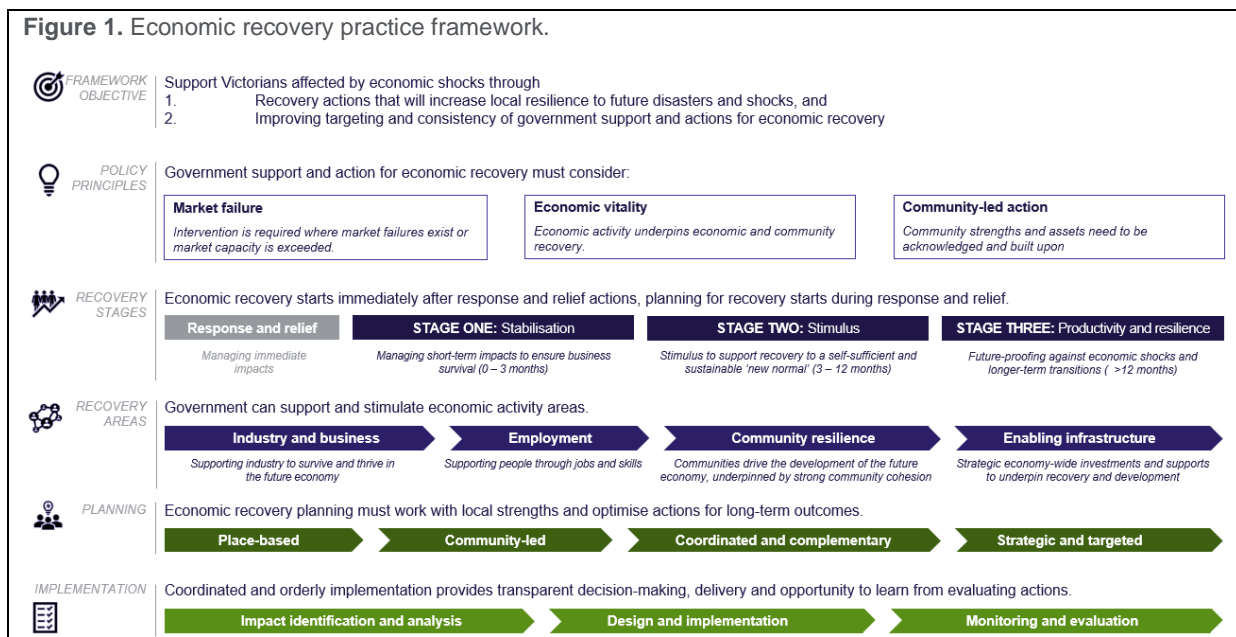 Figure 1. Economic recovery practice framework.
FRAMEWORK
OBJECTIVE
Support Victorians affected by economic shocks through
1. Recovery actions that will increase local resilience to future disasters and shocks, and
2. Improving targeting and consistency of government support and actions for economic recovery
POLICY
PRINCIPLES
Government support and action for economic recovery must consider:
Market failure
Intervention is required where market failures exist or
market capacity is exceeded.
Economic vitality
Economic activity underpins economic and community
recovery.
Community-led action
Community strengths and assets need to be
acknowledged and built upon
RECOVERY
STAGES
Economic recovery starts immediately after response and relief actions, planning for recovery starts during response and relief.
Response and relief
Managing immediate
impacts
STAGE ONE: Stabilisation
Managing short-term impacts to ensure business
survival (0 – 3 months)
STAGE TWO: Stimulus
Stimulus to support recovery to a self-sufficient and
sustainable ‘new normal’ (3 – 12 months)
STAGE THREE: Productivity and resilience
Future-proofing against economic shocks and
longer-term transitions ( >12 months)
RECOVERY
AREAS
Government can support and stimulate economic activity areas.
Industry and business
Supporting industry to survive and thrive in
the future economy
Employment
Supporting people through jobs and skills
Community resilience
Communities drive the development of the future
economy, underpinned by strong community cohesion
Enabling infrastructure
Strategic economy-wide investments and supports
to underpin recovery and development
PLANNING
Economic recovery planning must work with local strengths and optimise actions for long-term outcomes.
Place-based
Community-led
Coordinated and complementary
Strategic and targeted
IMPLEMENTATION
Coordinated and orderly implementation provides transparent decision-making, delivery and opportunity to learn from evaluating actions.
Impact identification and analysis
Design and implementation
Monitoring and evaluation